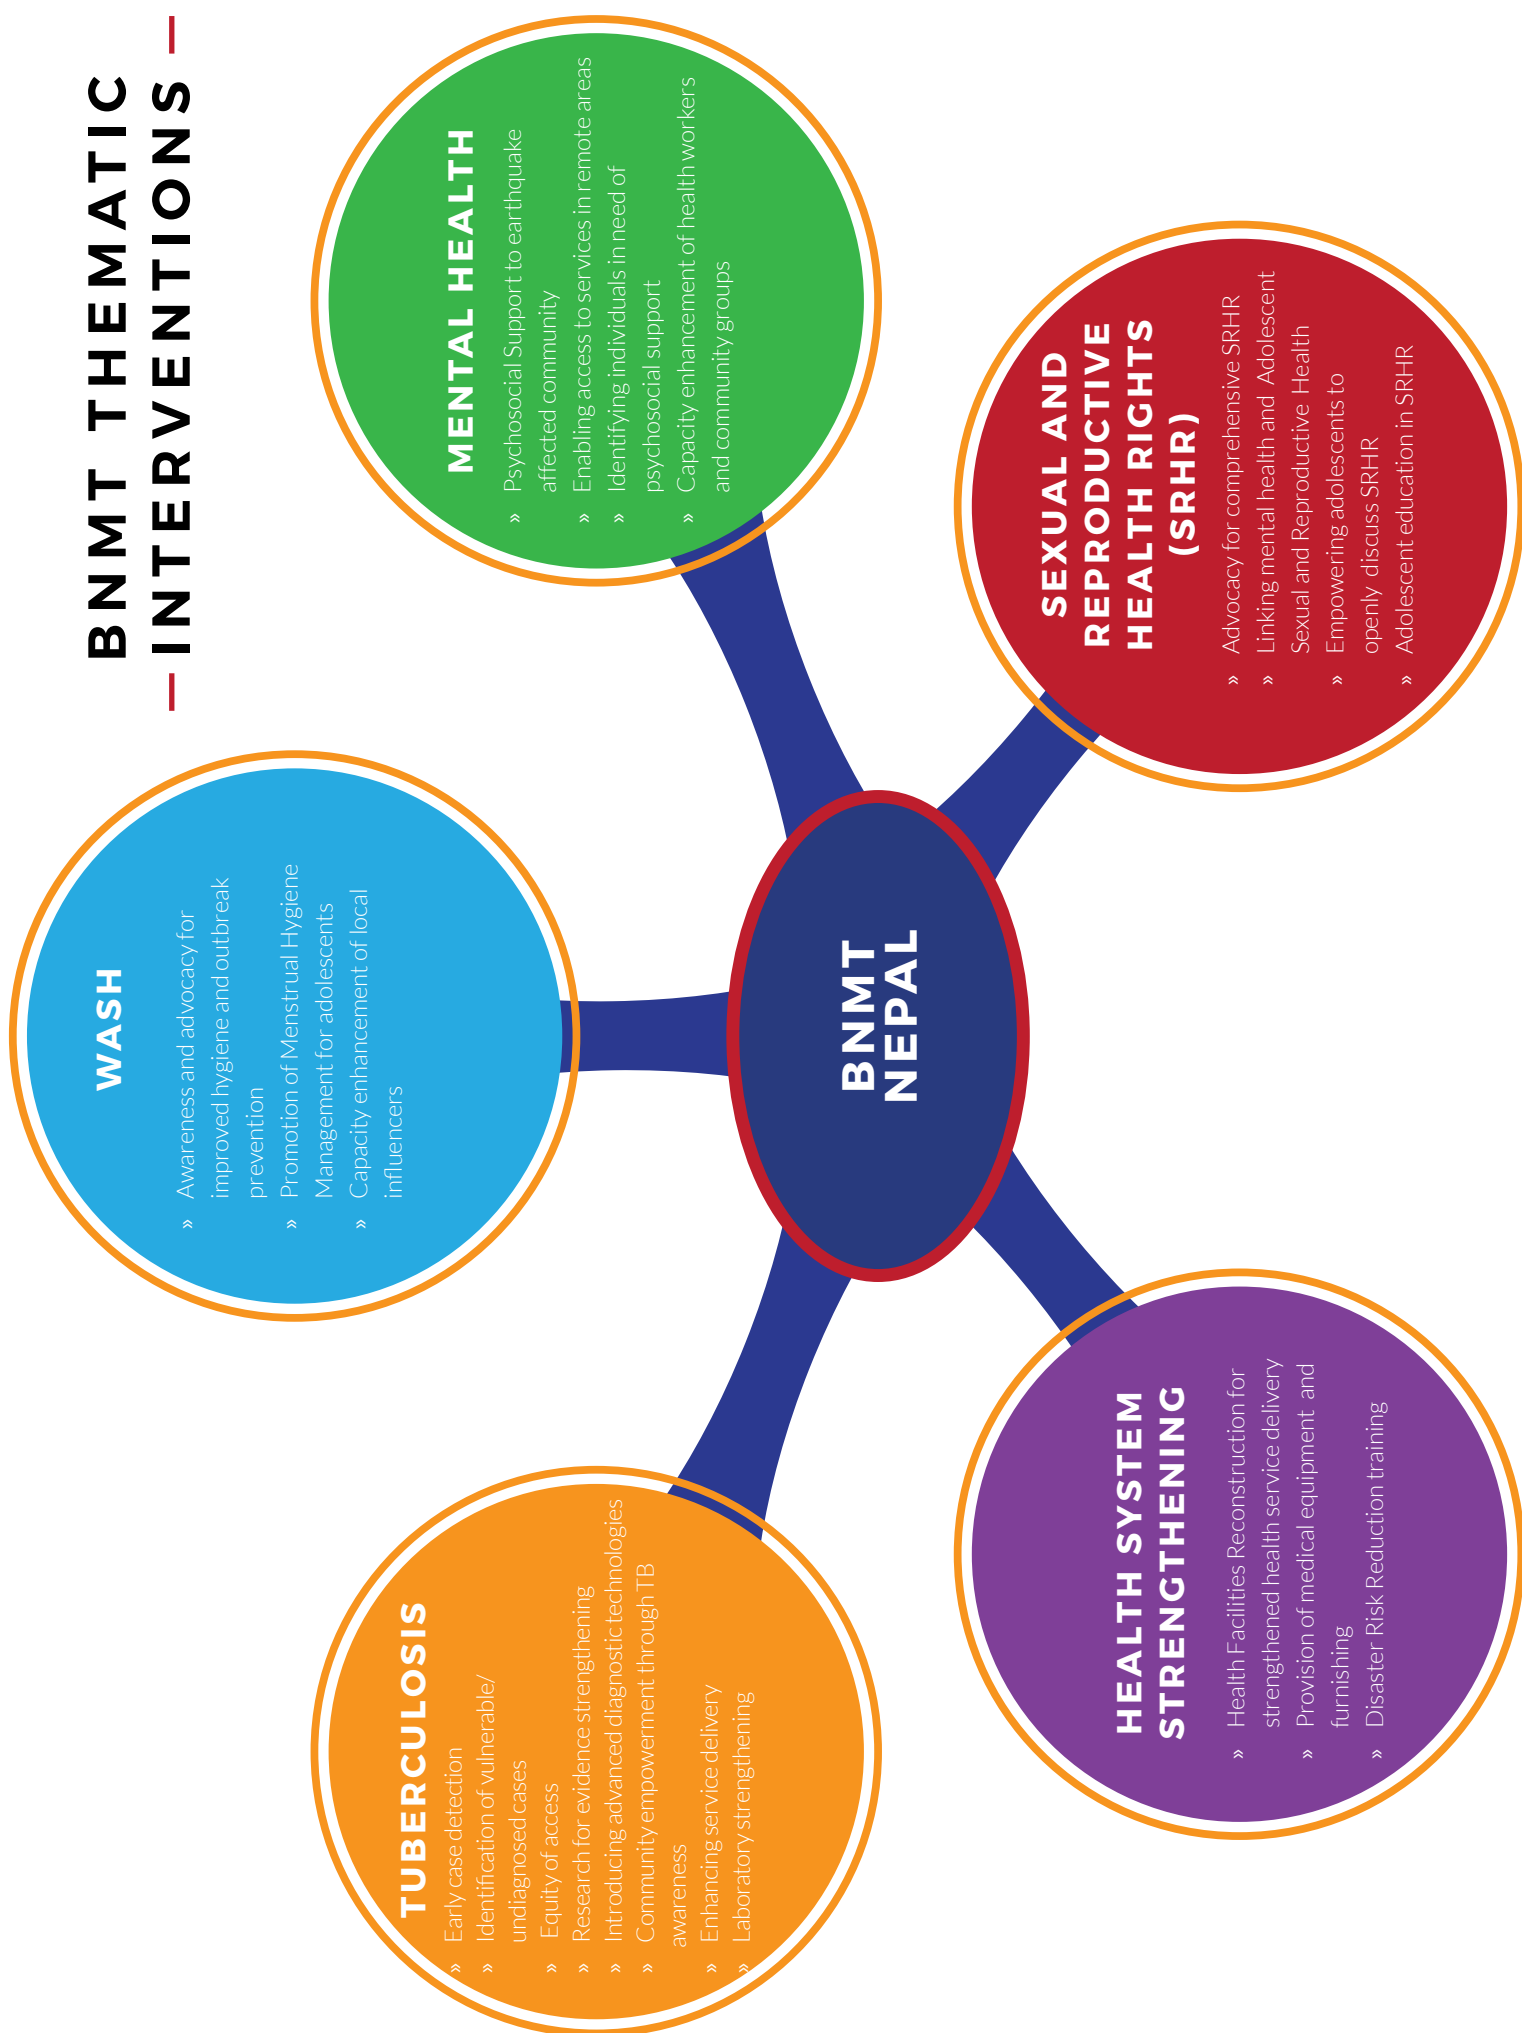 BNMT THEMATIC
INTERVENTIONS
TUBERCULOSIS
» Early case detection
» Identification of vulnerable/
undiagnosed cases
» Equity of access
» Research for evidence strengthening
» Introducing advanced diagnostic technologies
» Community empowerment through TB
awareness
» Enhancing service delivery
» Laboratory strengthening
WASH
» Awareness and advocacy for
improved hygiene and outbreak
prevention
» Promotion of Menstrual Hygiene
Management for adolescents
» Capacity enhancement of local
influencers
MENTAL HEALTH
» Psychosocial Support to earthquake
affected community
» Enabling access to services in remote areas
» Identifying individuals in need of
psychosocial support
» Capacity enhancement of health workers
and community groups
BNMT
NEPAL
HEALTH SYSTEM
STRENGTHENING
» Health Facilities Reconstruction for
strengthened health service delivery
» Provision of medical equipment and
furnishing
» Disaster Risk Reduction training
SEXUAL AND
REPRODUCTIVE
HEALTH RIGHTS
(SRHR)
» Advocacy for comprehensive SRHR
» Linking mental health and Adolescent
Sexual and Reproductive Health
» Empowering adolescents to
openly discuss SRHR
» Adolescent education in SRHR